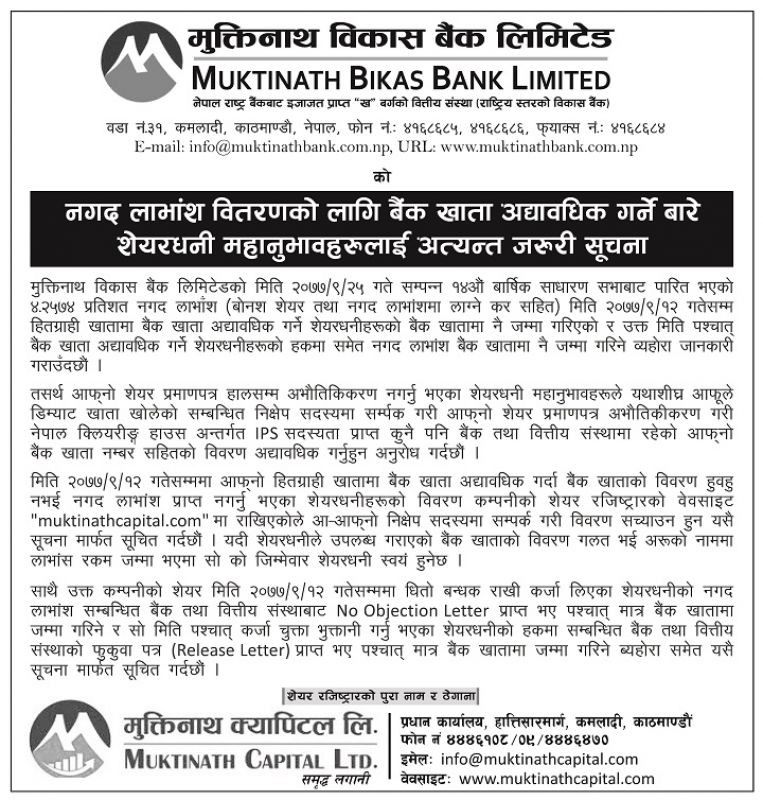 मुक्तिनाथ विकास बैंक लिमिटेड
MUKTINATH BIKAS BANK LIMITED
नेपाल राष्ट्र बैंकबाट इजाजत प्राप्त “ख” बर्गको वित्तीय संस्था (राष्ट्रिय स्तरको विकास बैंक)
वडा नं.३१, कमलादी, काठमाण्डौ, नेपाल, फोन नं.: ४१६८६८५, ४१६८६८६, फ्याक्स नं.: ४१६८६८४
E-mail: info@muktinathbank.com.np, URL: www.muktinathbank.com.np
को
नगद लाभांश वितरणको लागि बैंक खाता अद्यावधिक गर्ने बारे
शेयरधनी महानुभावहरुलाई अत्यन्त जरूरी सूचना
मुक्तिनाथ विकास बैंक लिमिटेडको मिति २०७७/९/२५ गते सम्पन्न १४औं बार्षिक साधारण सभाबाट पारित भएको
४.२५७४ प्रतिशत नगद लाभाँश (बोनश शेयर तथा नगद लाभांशमा लाग्ने कर सहित) मिति २०७७/९/१२ गतेसम्म
हितग्राही खातामा बैंक खाता अद्यावधिक गर्ने शेयरधनीहरूको बैंक खातामा नै जम्मा गरिएको र उक्त मिति पश्चात्
बैंक खाता अद्यावधिक गर्ने शेयरधनीहरूको हकमा समेत नगद लाभांश बैंक खातामा नै जम्मा गरिने व्यहोरा जानकारी
गराउँदछौं ।
तसर्थ आफ्नो शेयर प्रमाणपत्र हालसम्म अभौतिकिकरण नगर्नु भएका शेयरधनी महानुभावहरूले यथाशीघ्र आफूले
डिम्याट खाता खोलेको सम्बन्धित निक्षेप सदस्यमा सर्म्पक गरी आफ्नो शेयर प्रमाणपत्र अभौतिकीकरण गरी
नेपाल क्लियरीङ्ग हाउस अन्तर्गत IPS सदस्यता प्राप्त कुनै पनि बैंक तथा वित्तीय संस्थामा रहेको आफ्नो
बैंक खाता नम्बर सहितको विवरण अद्यावधिक गर्नुहुन अनुरोध गर्दछौं ।
मिति २०७७/९/१२ गतेसम्ममा आफ्नो हितग्राही खातामा बैंक खाता अद्यावधिक गर्दा बैंक खाताको विवरण हुवहु
नभई नगद लाभांश प्राप्त नगर्नु भएका शेयरधनीहरूको विवरण कम्पनीको शेयर रजिष्ट्रारको वेवसाइट
"muktinathcapital.com" मा राखिएकोले आ-आफ्नो निक्षेप सदस्यमा सम्पर्क गरी विवरण सच्याउन हुन यसै
सूचना मार्फत सूचित गर्दछौं । यदी शेयरधनीले उपलब्ध गराएको बैंक खाताको विवरण गलत भई अरूको नाममा
लाभांस रकम जम्मा भएमा सो को जिम्मेवार शेयरधनी स्वयं हुनेछ ।
साथै उक्त कम्पनीको शेयर मिति २०७७/९/१२ गतेसम्ममा धितो बन्धक राखी कर्जा लिएका शेयरधनीको नगद
लाभांश सम्बन्धित बैंक तथा वित्तीय संस्थाबाट No Objection Letter प्राप्त भए पश्चात् मात्र बैंक खातामा
जम्मा गरिने र सो मिति पश्चात् कर्जा चुक्ता भुक्तानी गर्नु भएका शेयरधनीको हकमा सम्बन्धित बैंक तथा वित्तीय
संस्थाको फुकुवा पत्र (Release Letter) प्राप्त भए पश्चात् मात्र बैंक खातामा जम्मा गरिने ब्यहोरा समेत यसै
सूचना मार्फत सूचित गर्दछौं ।
शेयर रजिष्ट्रारको पुरा नाम र ठेगाना
मुक्तिनाथ क्यापिटल लि.
MUKTINATH CAPITAL LTD.
समृद्ध लगानी
प्रधान कार्यालय, हात्तिसारमार्ग, कमलादी, काठमाण्डौं
फोन नं ४४४६१०८/०९/४४४६४७०
इमेल: info@muktinathcapital.com
वेवसाइट: www.muktinathcapital.com